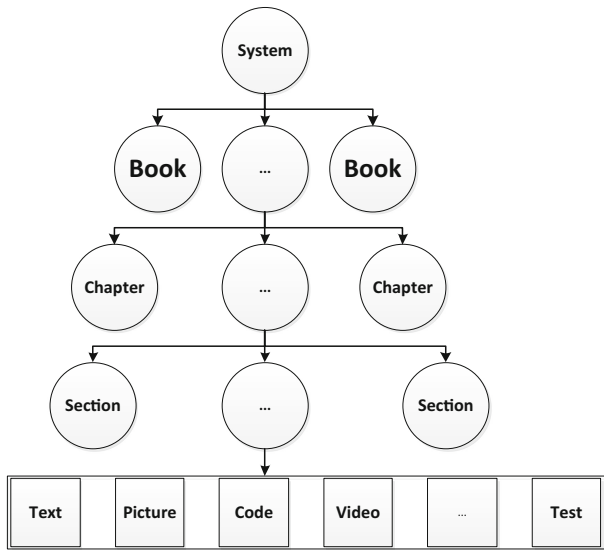 System
Book ... Book
Chapter ... Chapter
Section ... Section
Text Picture Code Video ... Test